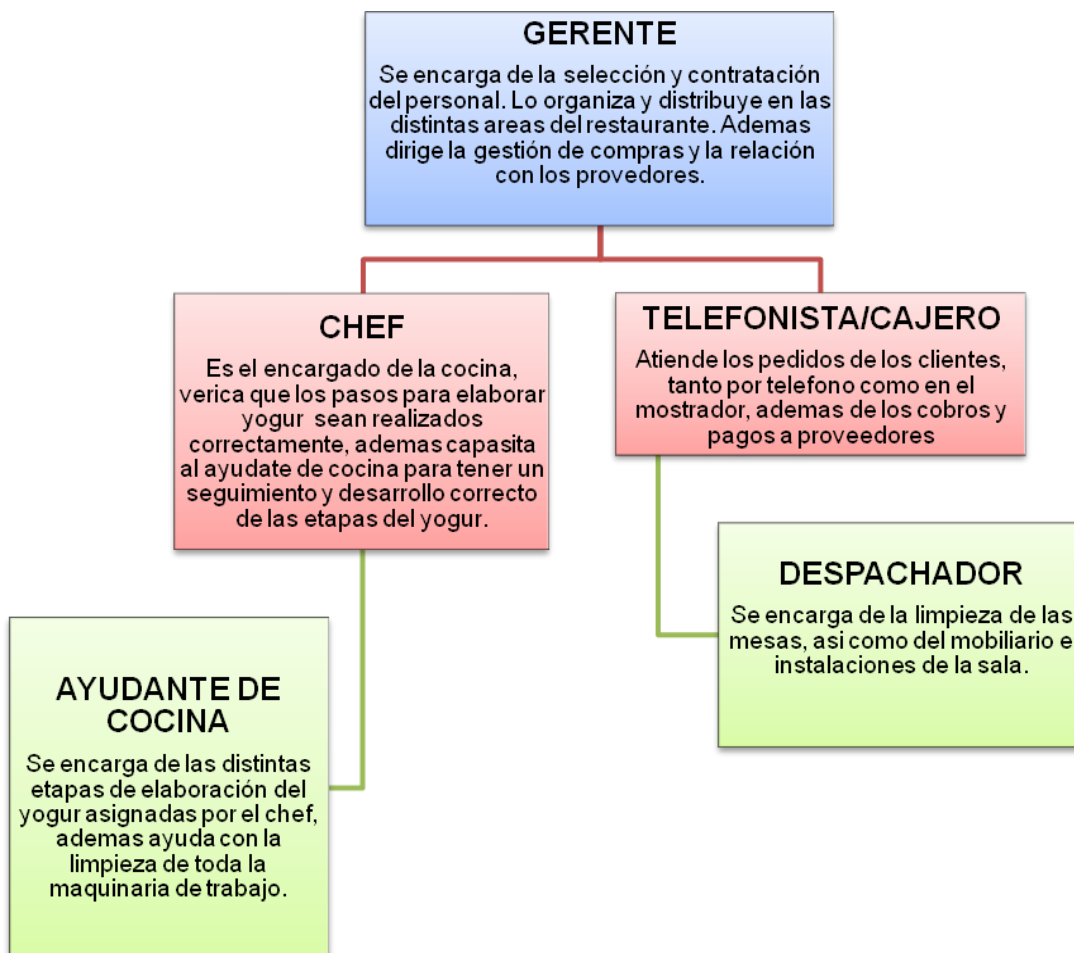 GERENTE
Se encarga de la selección y contratación
del personal. Lo organiza y distribuye en las
distintas areas del restaurante. Ademas
dirige la gestión de compras y la relación
con los provedores.
CHEF
Es el encargado de la cocina,
verica que los pasos para elaborar
yogur sean realizados
correctamente, ademas capasita
al ayudate de cocina para tener un
seguimiento y desarrollo correcto
de las etapas del yogur.
TELEFONISTA/CAJERO
Atiende los pedidos de los clientes,
tanto por telefono como en el
mostrador, ademas de los cobros y
pagos a proveedores
DESPACHADOR
Se encarga de la limpieza de las
mesas, asi como del mobiliario e
instalaciones de la sala.
AYUDANTE DE
COCINA
Se encarga de las distintas
etapas de elaboración del
yogur asignadas por el chef,
ademas ayuda con la
limpieza de toda la
maquinaria de trabajo.